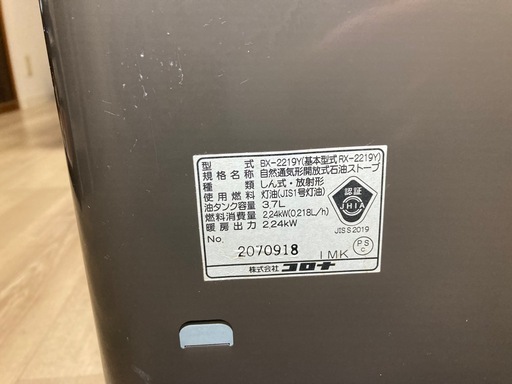 型式 BX-2219Y(基本型式 RX-2219Y)
規格名称 自然通気形開放式石油ストーブ
種類 しん式・放射形
使用燃料 灯油(JIS1号灯油)
油タンク容量 3.7L
燃料消費量 2.24kW(0.218L/h)
暖房出力 2.24kW
No. 2070918
1MK
株式会社 コロナ
認証
JHIA
JIS S 2019
PS
C